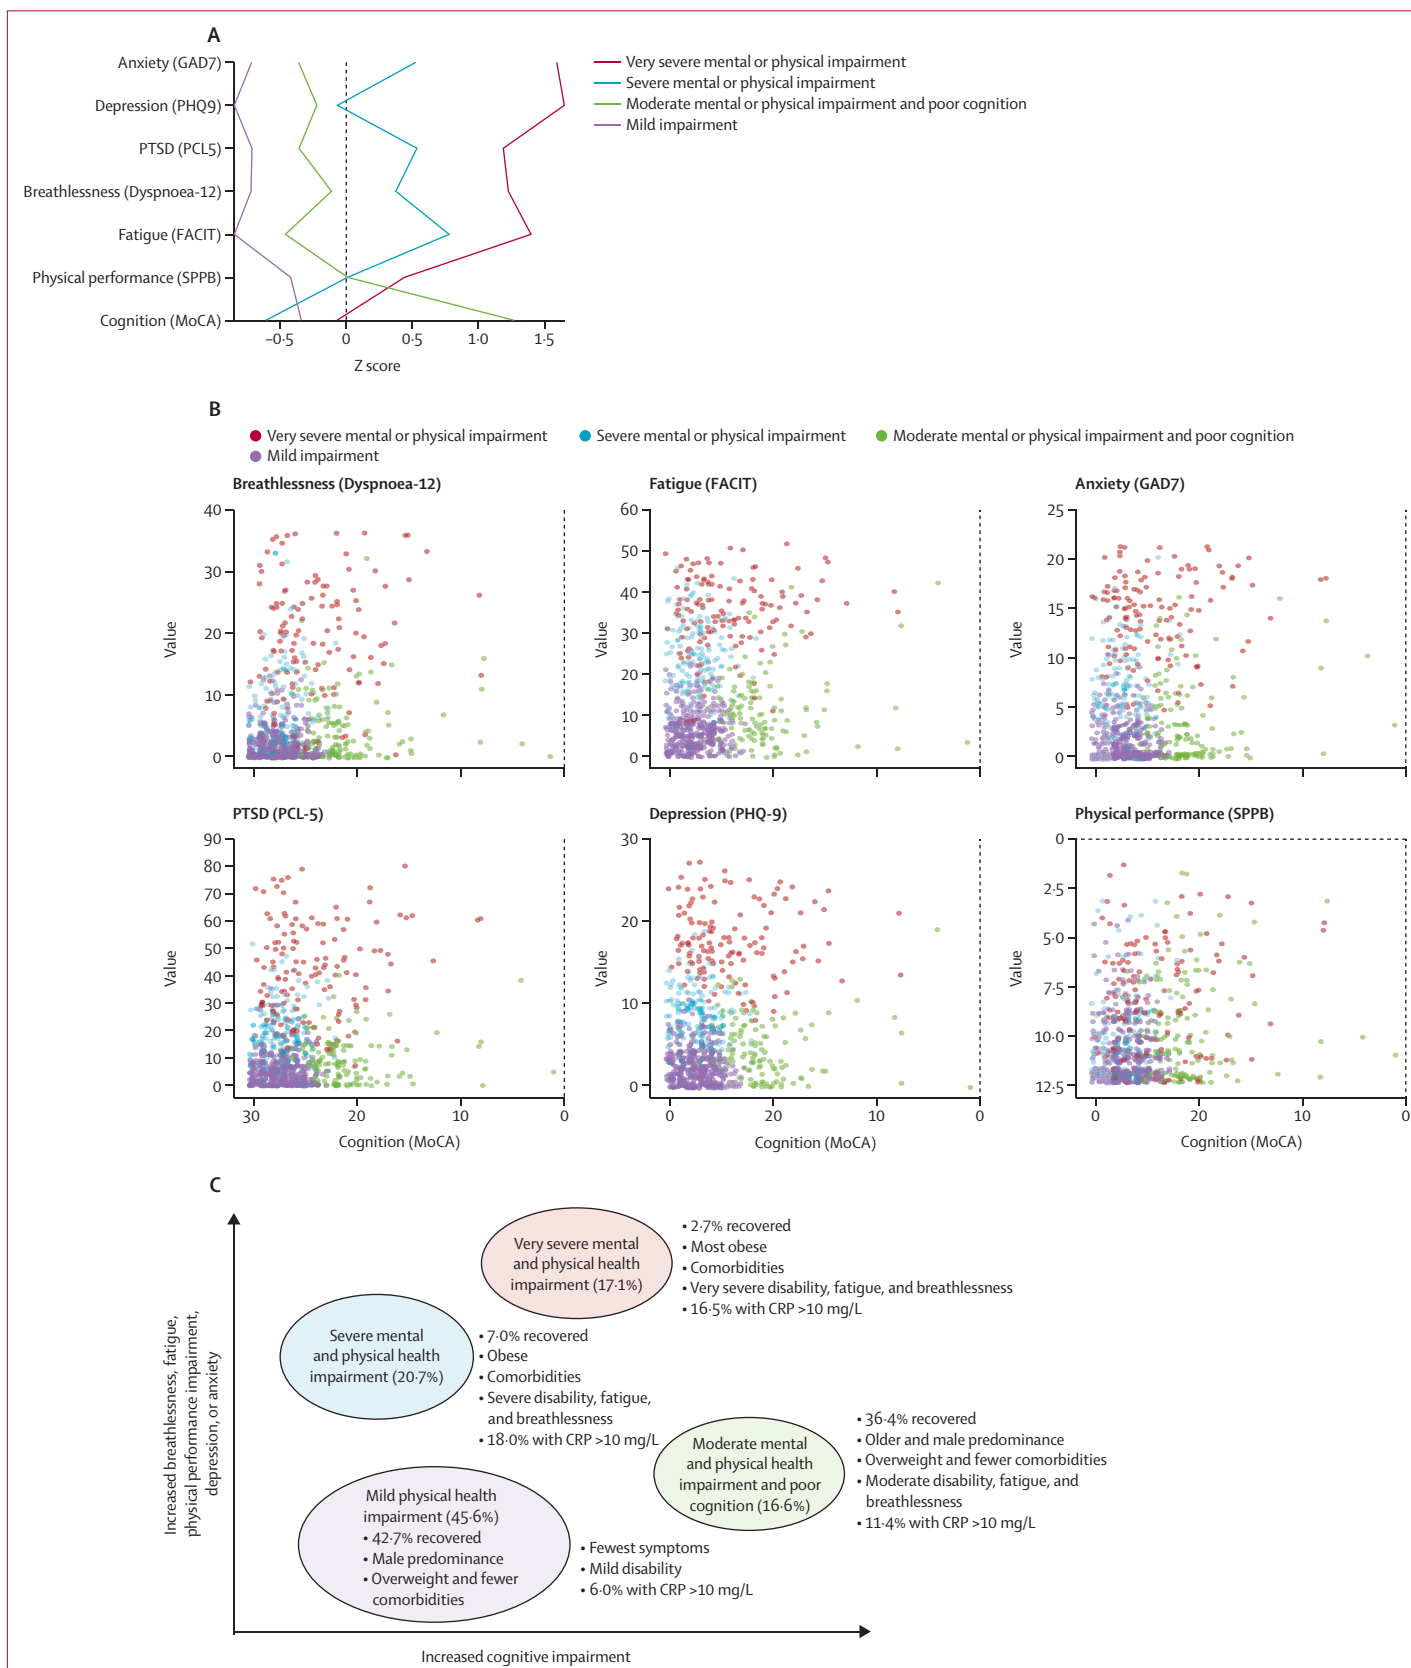 A
Anxiety (GAD7)
Depression (PHQ9)
PTSD (PCL5)
Breathlessness (Dyspnoea-12)
Fatigue (FACIT)
Physical performance (SPPB)
Cognition (MoCA)
–0·5 0 0·5 1·0 1·5
Z score
Very severe mental or physical impairment
Severe mental or physical impairment
Moderate mental or physical impairment and poor cognition
Mild impairment
B
Very severe mental or physical impairment
Severe mental or physical impairment
Moderate mental or physical impairment and poor cognition
Mild impairment
Breathlessness (Dyspnoea-12)
40
30
20
10
0
Value
Fatigue (FACIT)
60
50
40
30
20
10
0
Value
Anxiety (GAD7)
25
20
15
10
5
0
Value
PTSD (PCL-5)
90
80
70
60
50
40
30
20
10
0
Value
30 20 10 0
Cognition (MoCA)
Depression (PHQ-9)
30
20
10
0
Value
0 20 10 0
Cognition (MoCA)
Physical performance (SPPB)
0
2·5
5·0
7·5
10·0
12·5
Value
0 20 10 0
Cognition (MoCA)
C
Increased breathlessness, fatigue,
physical performance impairment,
depression, or anxiety
Very severe mental
and physical health
impairment (17·1%)
• 2·7% recovered
• Most obese
• Comorbidities
• Very severe disability, fatigue, and breathlessness
• 16·5% with CRP >10 mg/L
Severe mental
and physical health
impairment (20·7%)
• 7·0% recovered
• Obese
• Comorbidities
• Severe disability, fatigue,
and breathlessness
• 18·0% with CRP >10 mg/L
Moderate mental
and physical health
impairment and poor
cognition (16·6%)
• 36·4% recovered
• Older and male predominance
• Overweight and fewer comorbidities
• Moderate disability, fatigue, and
breathlessness
• 11·4% with CRP >10 mg/L
Mild physical health
impairment (45·6%)
• 42·7% recovered
• Male predominance
• Overweight and fewer
comorbidities
• Fewest symptoms
• Mild disability
• 6·0% with CRP >10 mg/L
Increased cognitive impairment